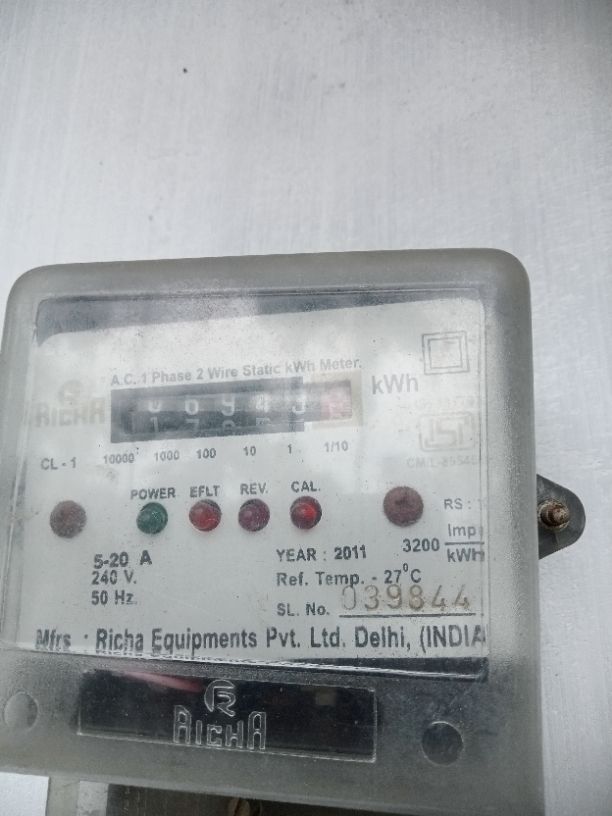 A.C. 1 Phase 2 Wire Static kWh Meter.
RICHA
kWh
CL - 1
10000 1000 100 10 1 1/10
POWER EFLT REV. CAL.
RS :
5-20 A
240 V.
50 Hz.
YEAR : 2011
3200 Imp kWH
Ref. Temp. - 27°C
SL. No. 039844
Mfrs : Richa Equipments Pvt. Ltd. Delhi, (INDIA
RICHA